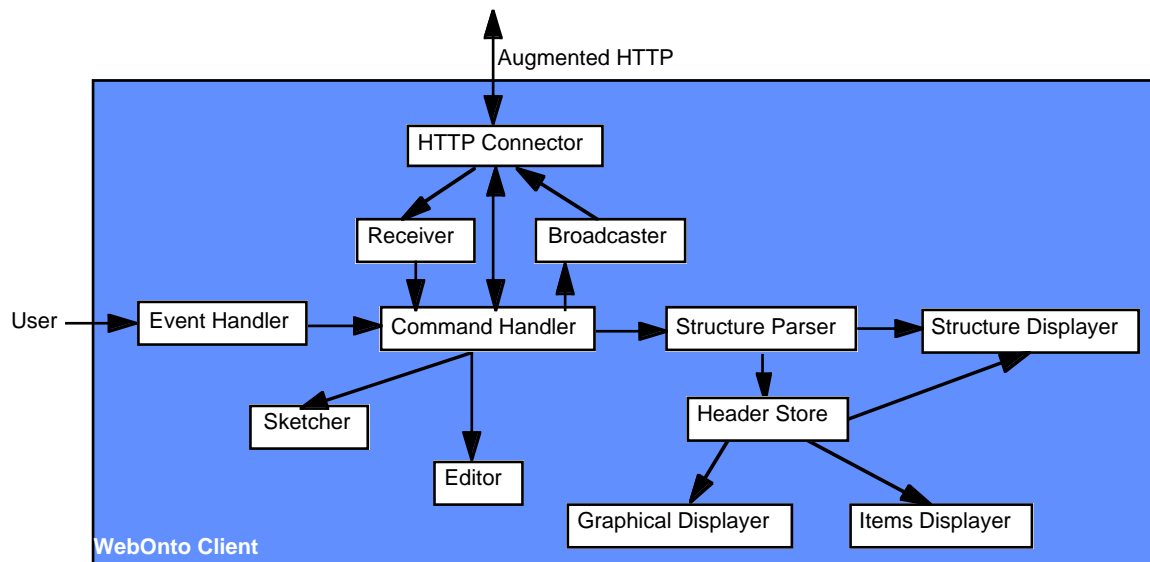 Augmented HTTP
HTTP Connector
Receiver
Broadcaster
User
Event Handler
Command Handler
Structure Parser
Structure Displayer
Sketcher
Header Store
Editor
Graphical Displayer
Items Displayer
WebOnto Client